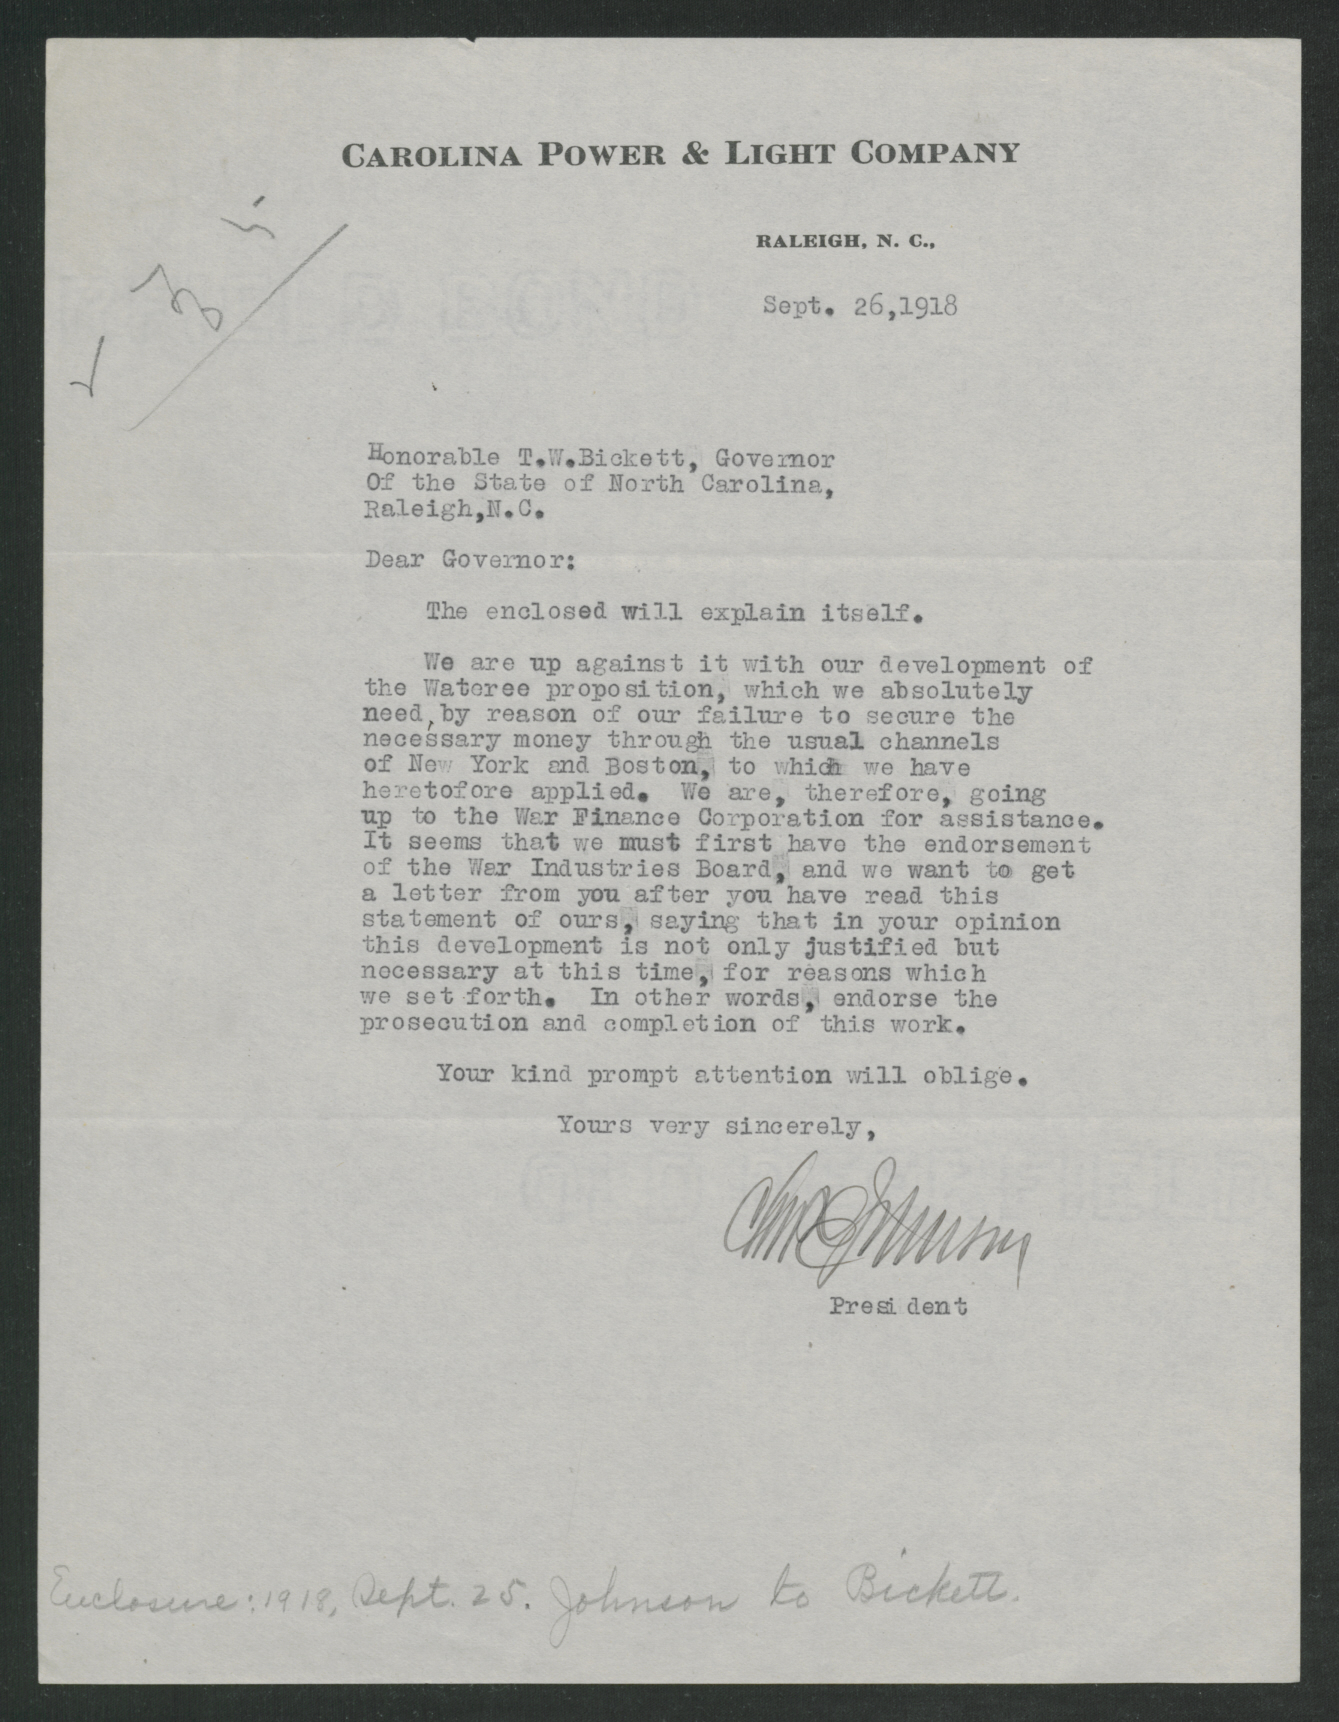 CAROLINA POWER & LIGHT COMPANY
RALEIGH, N. C.,
Sept. 26,1918
Honorable T.W.Bickett, Governor
Of the State of North Carolina,
Raleigh,N.C.
Dear Governor:
The enclosed will explain itself.
We are up against it with our development of
the Wateree proposition, which we absolutely
need,by reason of our failure to secure the
necessary money through the usual channels
of New York and Boston, to which we have
heretofore applied. We are, therefore, going
up to the War Finance Corporation for assistance.
It seems that we must first have the endorsement
of the War Industries Board, and we want to get
a letter from you after you have read this
statement of ours, saying that in your opinion
this development is not only justified but
necessary at this time, for reasons which
we set forth. In other words, endorse the
prosecution and completion of this work.
Your kind prompt attention will oblige.
Yours very sincerely,
Chas E Johnson
President
Enclosure: 1918, Sept. 25. Johnson to Bickett.